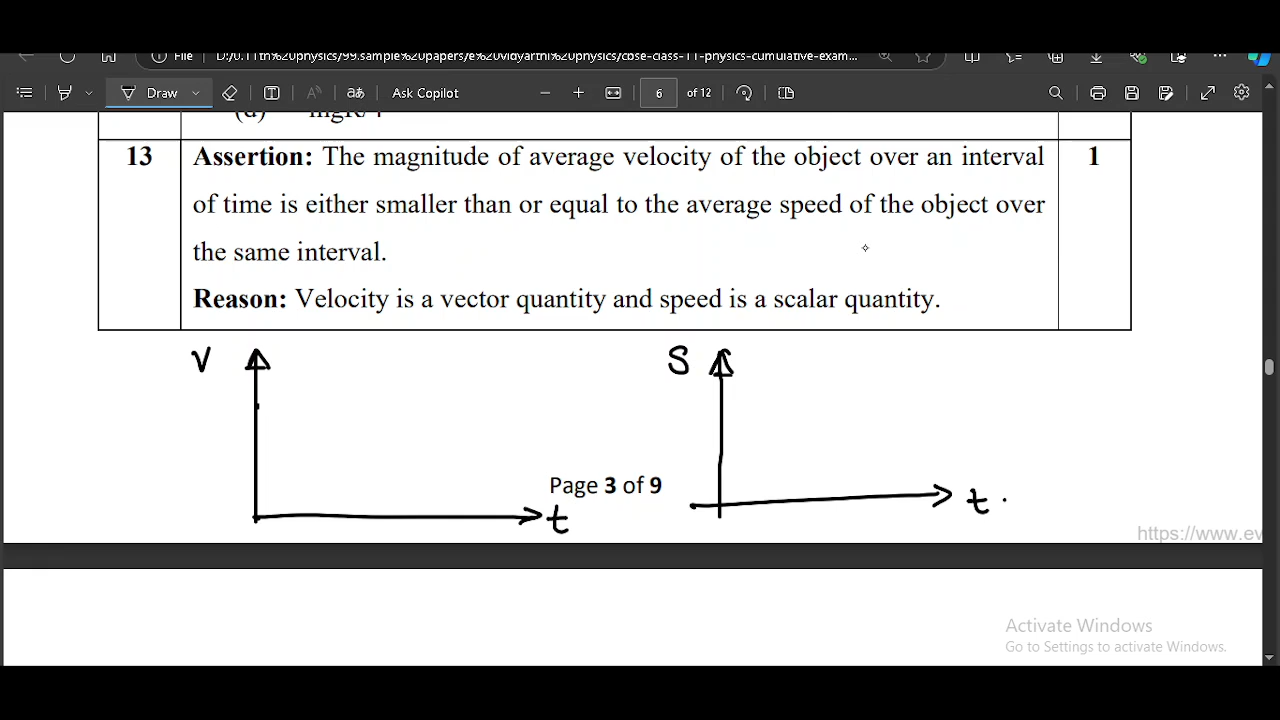 File D:/0.11th%20physics/99.sample%20papers/e%20vidyarthi%20physics/cbse-class-11-physics-cumulative-exam...
Draw Ask Copilot 6 of 12
13 Assertion: The magnitude of average velocity of the object over an interval 1
of time is either smaller than or equal to the average speed of the object over
the same interval.
Reason: Velocity is a vector quantity and speed is a scalar quantity.
V S
Page 3 of 9
t t
https://www.ev
Activate Windows
Go to Settings to activate Windows.